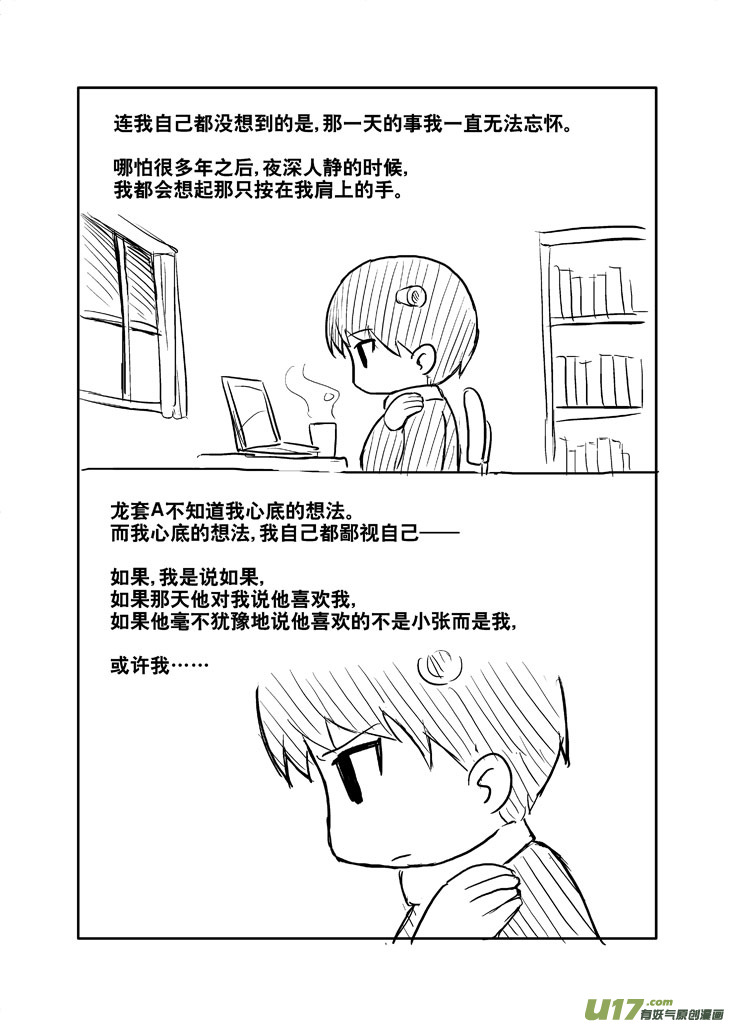 连我自己都没想到的是,那一天的事我一直无法忘怀。
哪怕很多年之后,夜深人静的时候,
我都会想起那只按在我肩上的手。
龙套A不知道我心底的想法。
而我心底的想法,我自己都鄙视自己——
如果,我是说如果,
如果那天他对我说他喜欢我,
如果他毫不犹豫地说他喜欢的不是小张而是我,
或许我……
U17.com
有妖气原创漫画